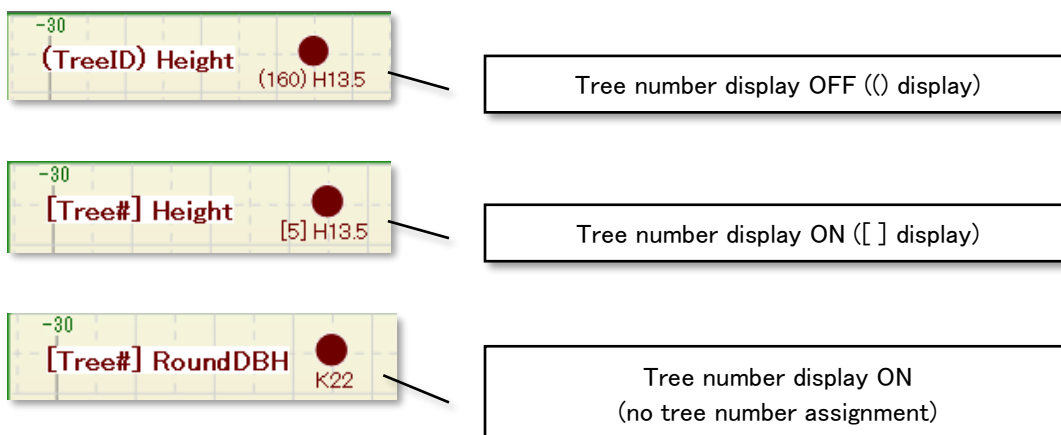 -30
(TreeID) Height
(160) H13.5
Tree number display OFF (() display)
-30
[Tree#] Height
[5] H13.5
Tree number display ON ([ ] display)
-30
[Tree#] RoundDBH
K22
Tree number display ON
(no tree number assignment)